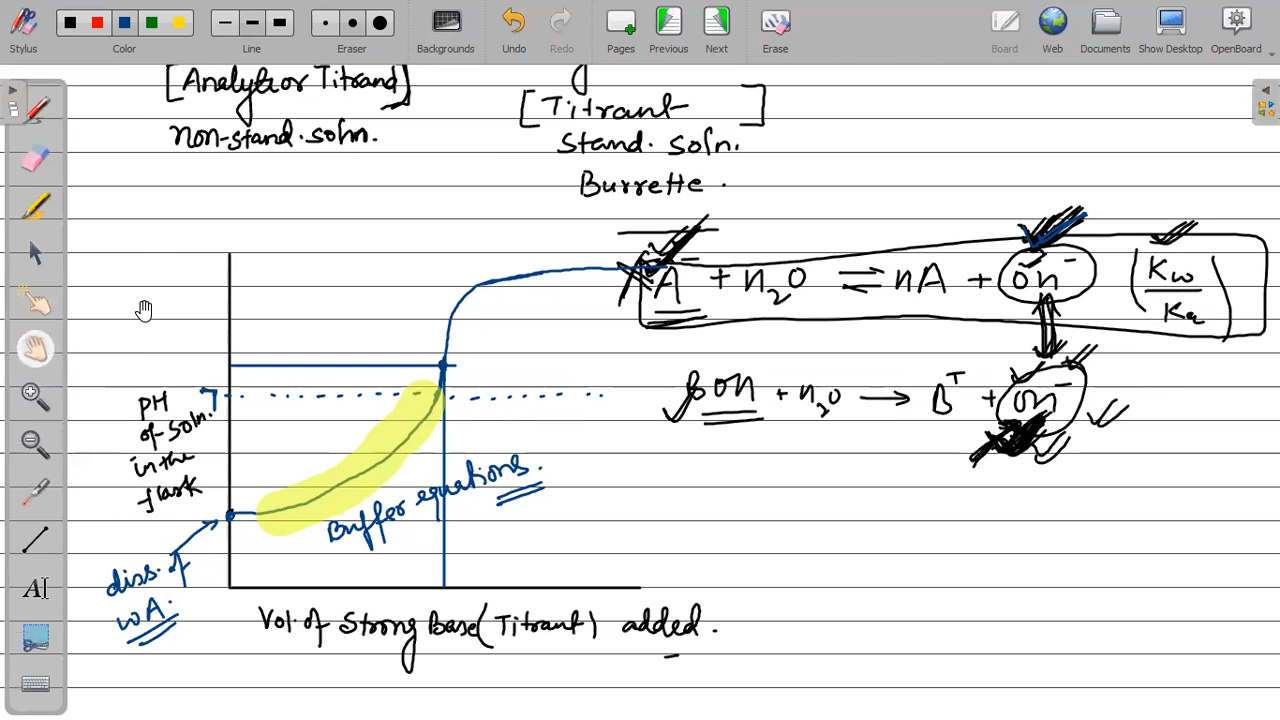 Stylus Color Line Eraser Backgrounds Undo Redo Pages Previous Next Erase Board Web Documents Show Desktop OpenBoard
[Analyte or Titrand]
non-stand. soln.
[Titrant]
Stand. soln.
Burrette.
A⁻ + H₂O ⇌ HA + OH⁻ (Kw/Ka)
BOH + H₂O → B⁺ + OH⁻
7
PH
of soln.
in the
flask
Buffer equations.
diss. of
WA.
Vol. of Strong Base (Titrant) added.
AI